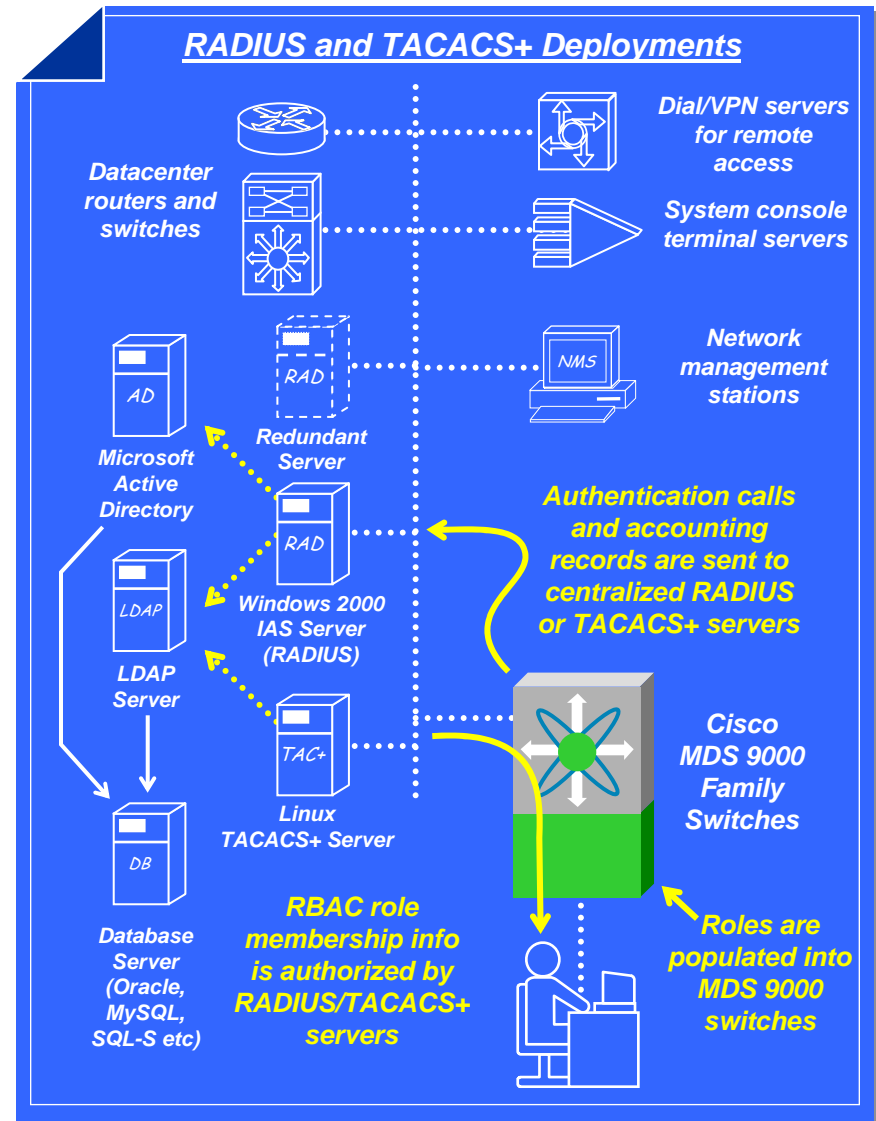 RADIUS and TACACS+ Deployments
Dial/VPN servers
for remote
access
Datacenter
routers and
switches
System console
terminal servers
RAD
Redundant
Server
NMS
Network
management
stations
AD
Microsoft
Active
Directory
RAD
Windows 2000
IAS Server
(RADIUS)
Authentication calls
and accounting
records are sent to
centralized RADIUS
or TACACS+ servers
LDAP
LDAP
Server
TAC+
Linux
TACACS+ Server
Cisco
MDS 9000
Family
Switches
DB
Database
Server
(Oracle,
MySQL,
SQL-S etc)
RBAC role
membership info
is authorized by
RADIUS/TACACS+
servers
Roles are
populated into
MDS 9000
switches